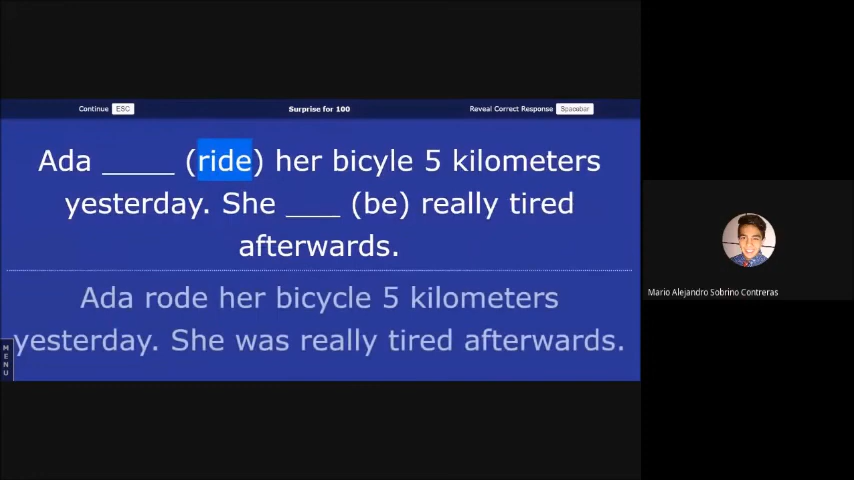 Continue ESC Surprise for 100 Reveal Correct Response Spacebar
Ada _____ (ride) her bicyle 5 kilometers
yesterday. She ____ (be) really tired
afterwards.
Ada rode her bicycle 5 kilometers
yesterday. She was really tired afterwards.
MENU
Mario Alejandro Sobrino Contreras